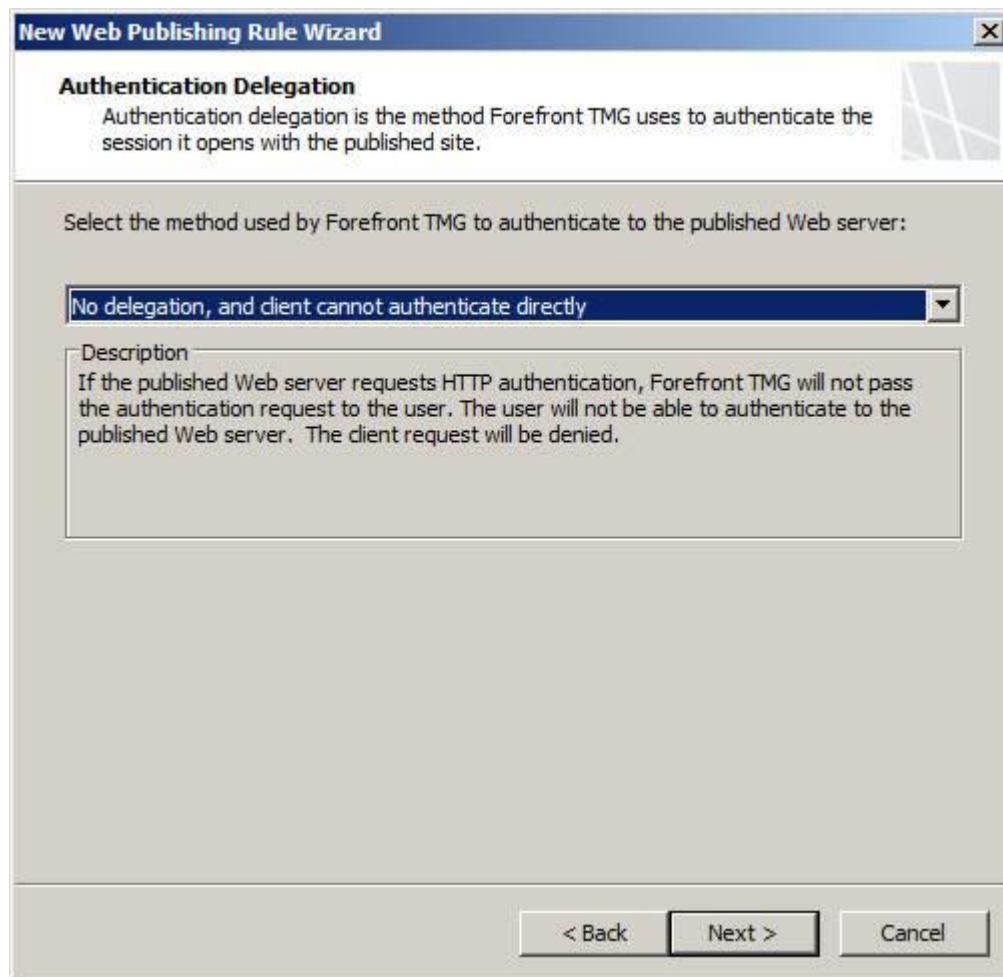 New Web Publishing Rule Wizard
Authentication Delegation
Authentication delegation is the method Forefront TMG uses to authenticate the
session it opens with the published site.
Select the method used by Forefront TMG to authenticate to the published Web server:
No delegation, and client cannot authenticate directly
Description
If the published Web server requests HTTP authentication, Forefront TMG will not pass
the authentication request to the user. The user will not be able to authenticate to the
published Web server.  The client request will be denied.
< Back
Next >
Cancel